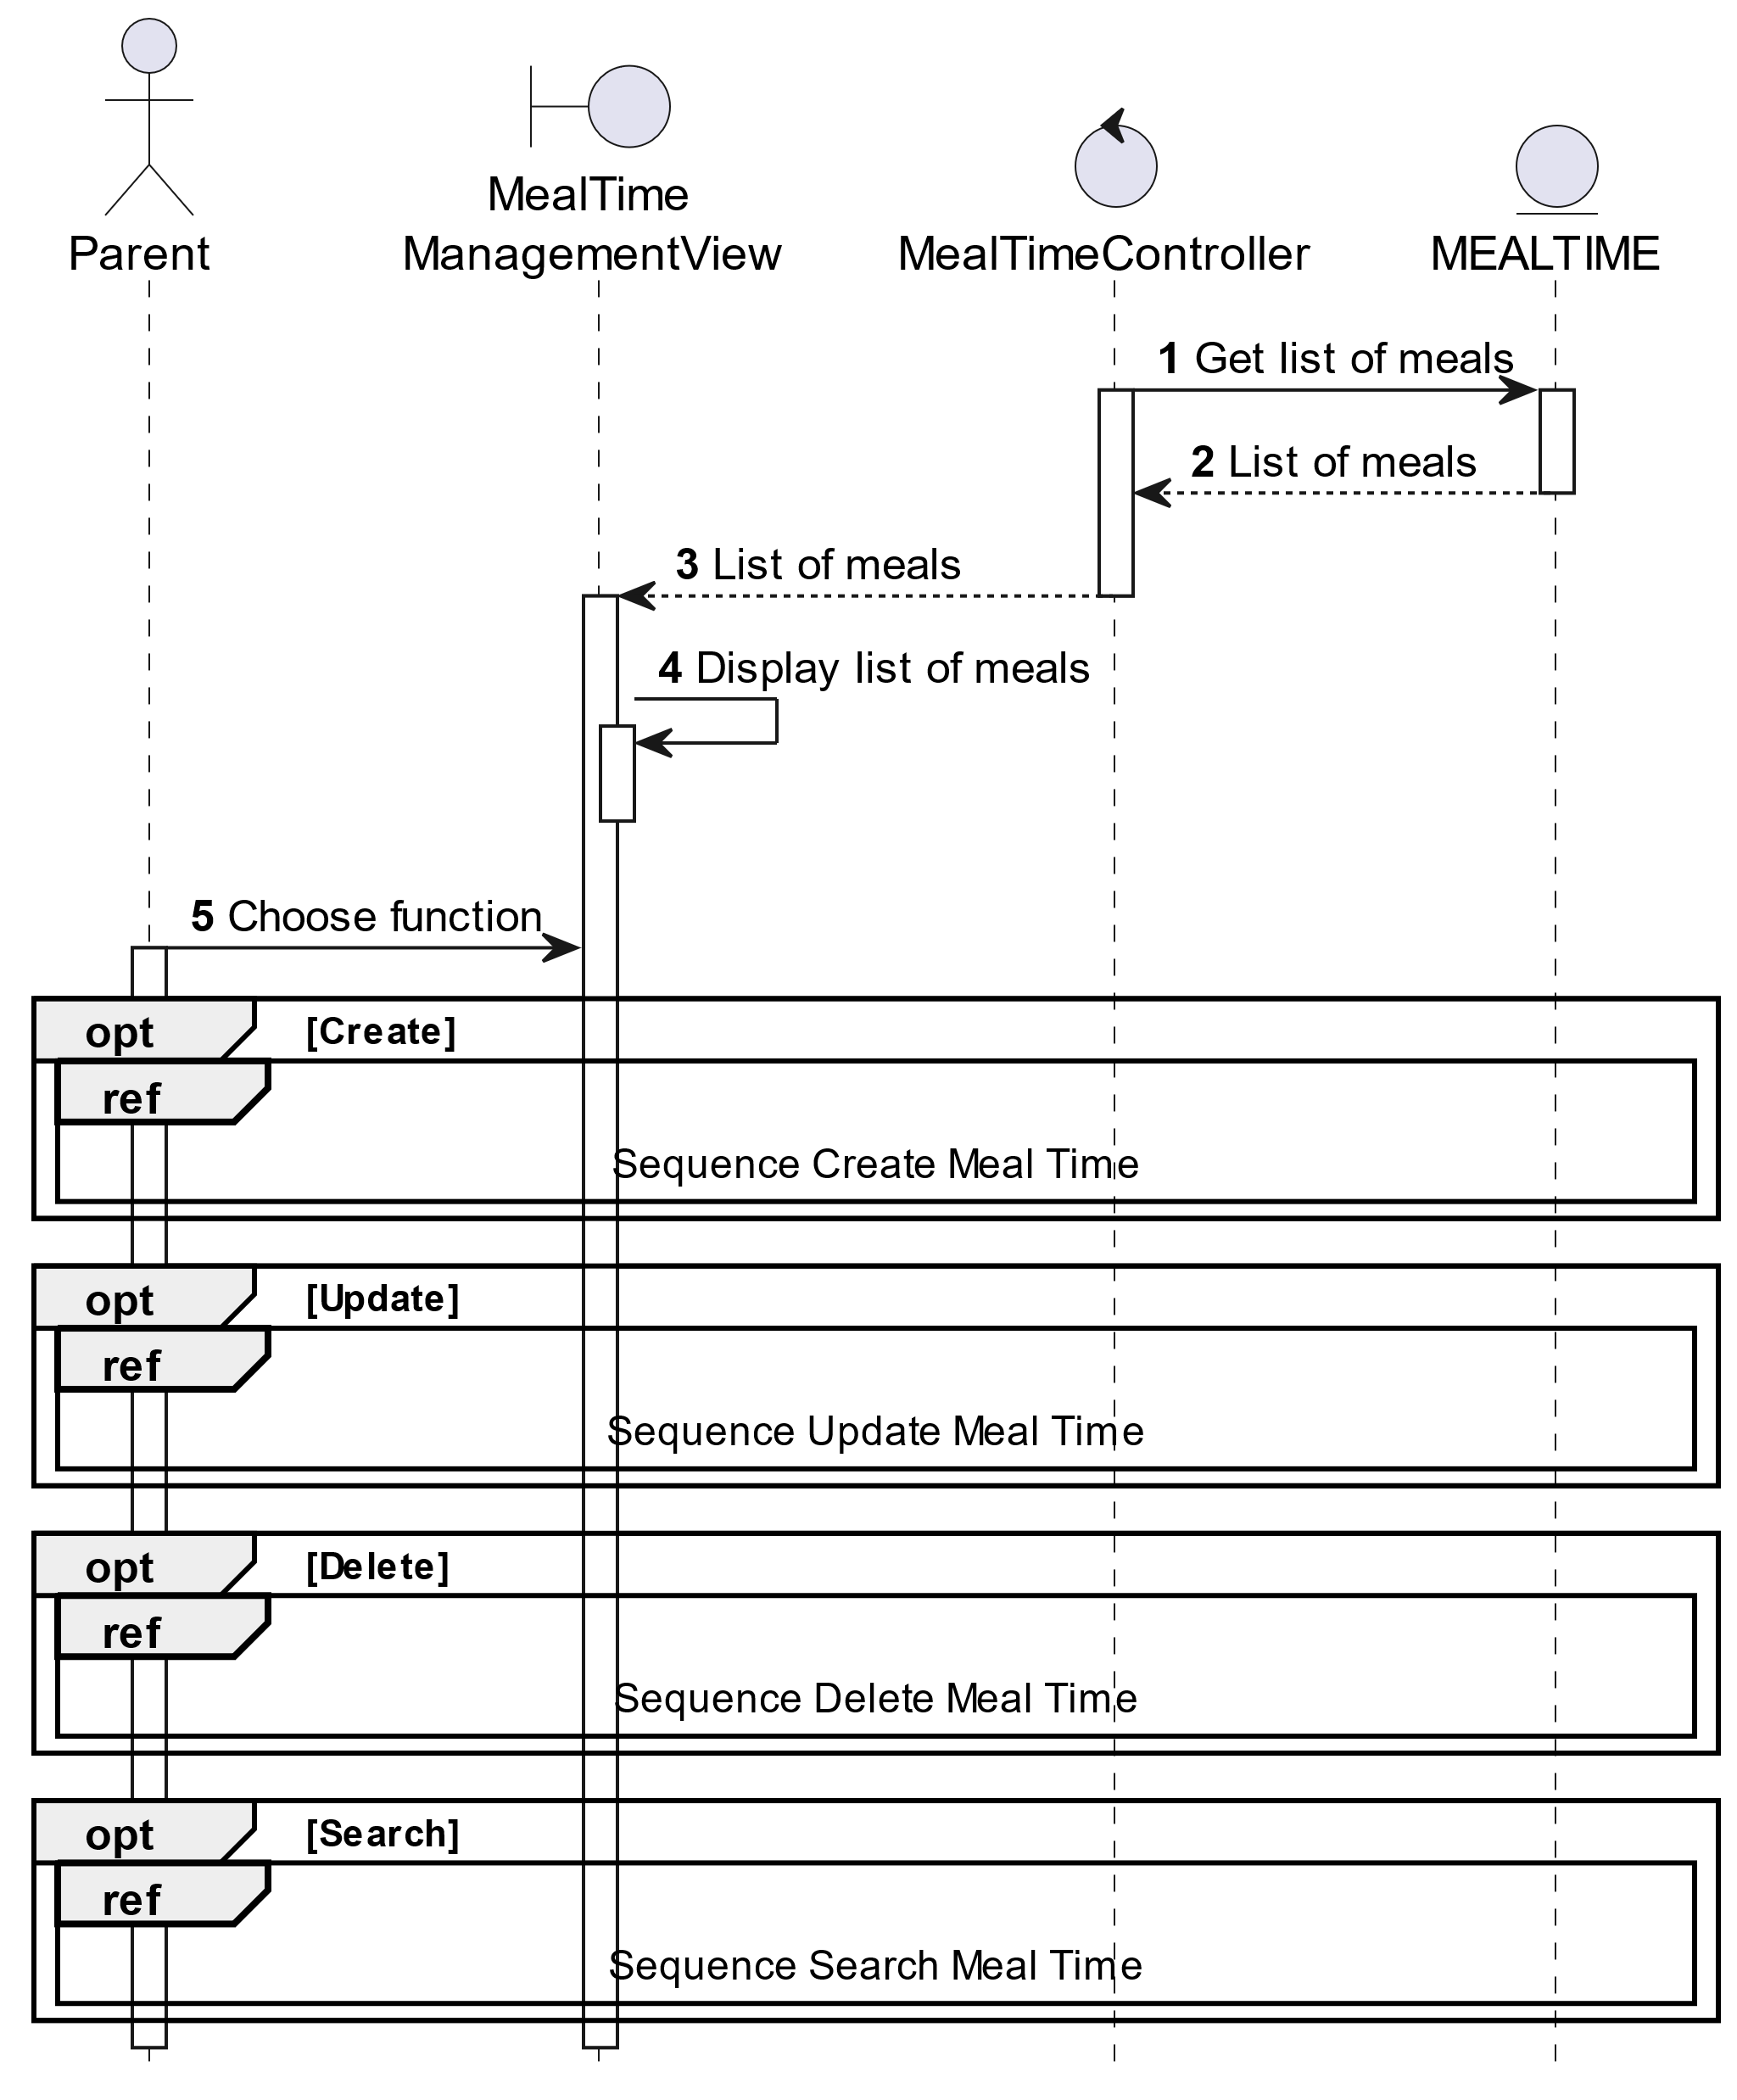 Parent
MealTime
ManagementView
MealTimeController
MEALTIME
1 Get list of meals
2 List of meals
3 List of meals
4 Display list of meals
5 Choose function
opt [Create]
ref
Sequence Create Meal Time
opt [Update]
ref
Sequence Update Meal Time
opt [Delete]
ref
Sequence Delete Meal Time
opt [Search]
ref
Sequence Search Meal Time